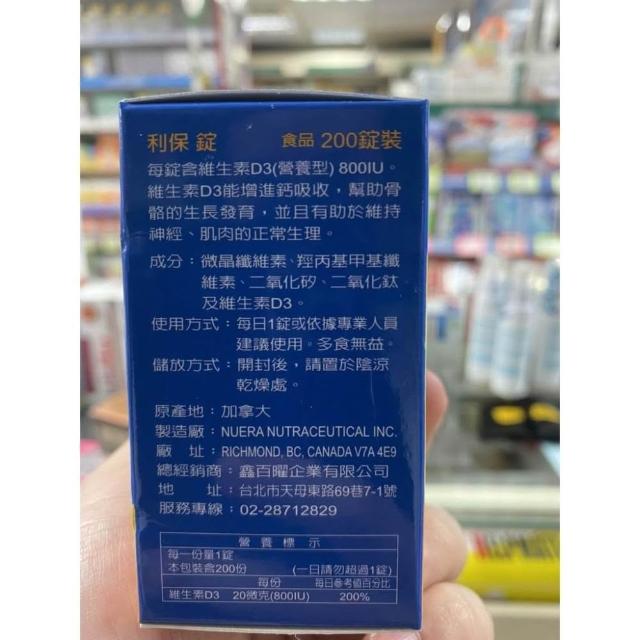 利保 錠 食品 200錠裝
每錠含維生素D3(營養型) 800IU。
維生素D3能增進鈣吸收，幫助骨
骼的生長發育，並且有助於維持
神經、肌肉的正常生理。
成分：微晶纖維素、羥丙基甲基纖
維素、二氧化矽、二氧化鈦
及維生素D3。
使用方式：每日1錠或依據專業人員
建議使用。多食無益。
儲放方式：開封後，請置於陰涼
乾燥處。
原產地：加拿大
製造廠：NUERA NUTRACEUTICAL INC.
廠 址：RICHMOND, BC, CANADA V7A 4E9
總經銷商：鑫百曜企業有限公司
地 址：台北市天母東路69巷7-1號
服務專線：02-28712829
營養標示
每一份量1錠
本包裝含200份 (一日請勿超過1錠)
每份 每日參考值百分比
維生素D3 20微克(800IU) 200%